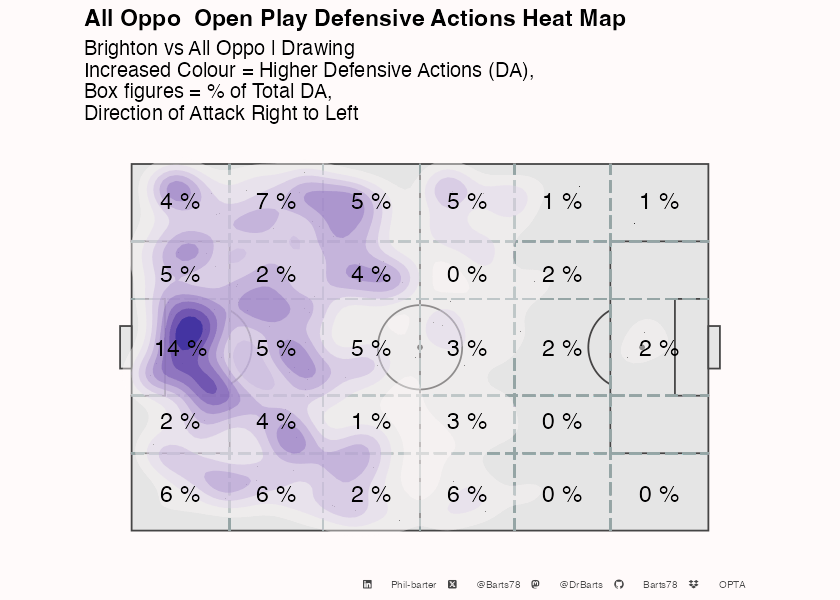 All Oppo  Open Play Defensive Actions Heat Map
Brighton vs All Oppo | Drawing
Increased Colour = Higher Defensive Actions (DA),
Box figures = % of Total DA,
Direction of Attack Right to Left
4 % 7 % 5 % 5 % 1 % 1 %
5 % 2 % 4 % 0 % 2 %
14 % 5 % 5 % 3 % 2 % 2 %
2 % 4 % 1 % 3 % 0 %
6 % 6 % 2 % 6 % 0 % 0 %
Phil-barter @Barts78 @DrBarts Barts78 OPTA